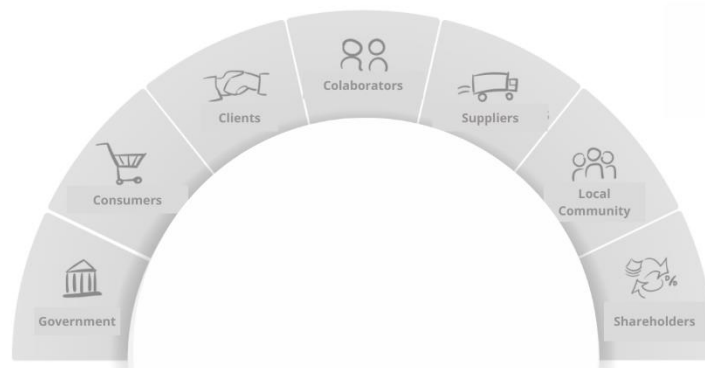 Government
Consumers
Clients
Colaborators
Suppliers
Local
Community
Shareholders
%